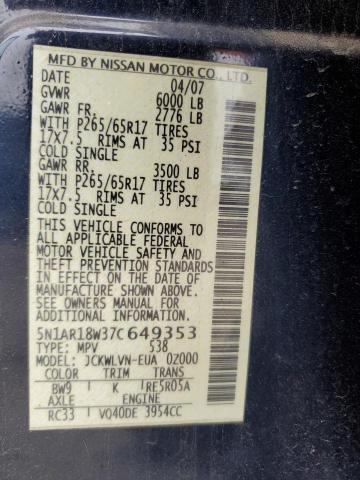 MFD BY NISSAN MOTOR CO., LTD.
DATE 04/07
GVWR 6000 LB
GAWR FR. 2776 LB
WITH P265/65R17 TIRES
17X7.5 RIMS AT 35 PSI
COLD SINGLE
GAWR RR. 3500 LB
WITH P265/65R17 TIRES
17X7.5 RIMS AT 35 PSI
COLD SINGLE
THIS VEHICLE CONFORMS TO
ALL APPLICABLE FEDERAL
MOTOR VEHICLE SAFETY AND
THEFT PREVENTION STANDARDS
IN EFFECT ON THE DATE OF
MANUFACTURE SHOWN ABOVE.
SEE OWNERS MANUAL FOR
ADDITIONAL INFORMATION.
5N1AR18W37C649353
TYPE: MPV 538
MODEL: JCKWLVN-EUA 0Z000
COLOR TRIM TRANS
BW9 K RE5R05A
AXLE ENGINE
RC33 VQ40DE 3954CC